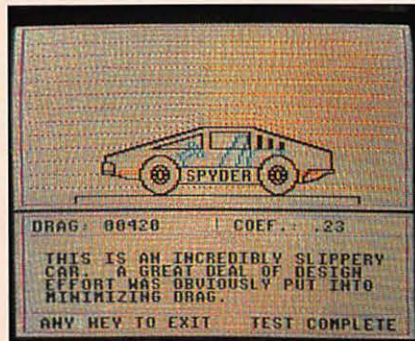 SPYDER
DRAG: 00420 COEF.: .23
THIS IS AN INCREDIBLY SLIPPERY
CAR. A GREAT DEAL OF DESIGN
EFFORT WAS OBVIOUSLY PUT INTO
MINIMIZING DRAG.
ANY KEY TO EXIT TEST COMPLETE